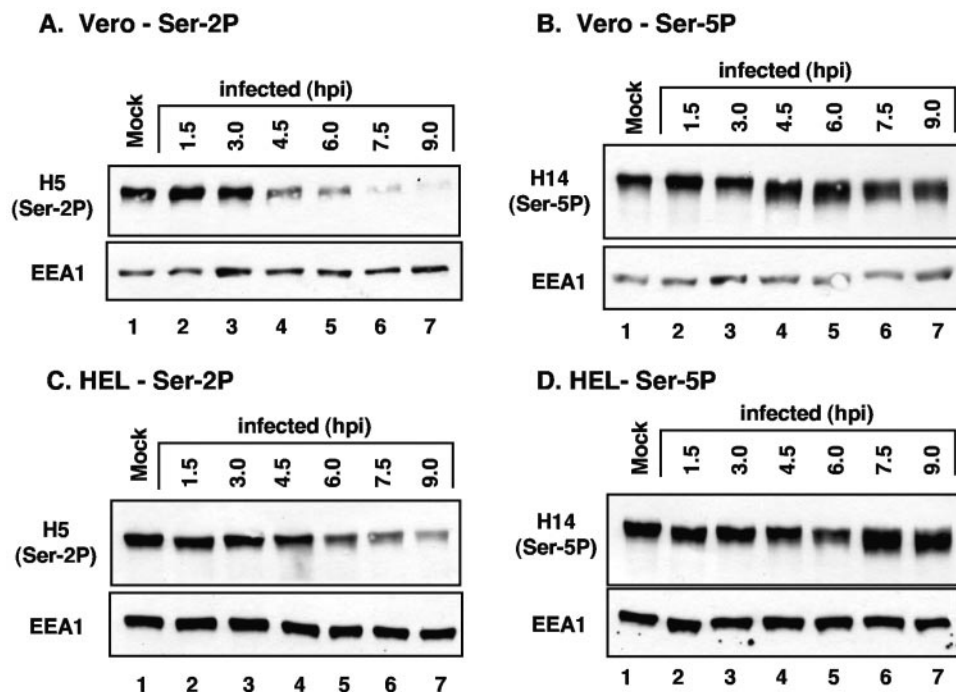 A. Vero - Ser-2P
infected (hpi)
Mock 1.5 3.0 4.5 6.0 7.5 9.0
H5
(Ser-2P)
EEA1
1 2 3 4 5 6 7
B. Vero - Ser-5P
infected (hpi)
Mock 1.5 3.0 4.5 6.0 7.5 9.0
H14
(Ser-5P)
EEA1
1 2 3 4 5 6 7
C. HEL - Ser-2P
infected (hpi)
Mock 1.5 3.0 4.5 6.0 7.5 9.0
H5
(Ser-2P)
EEA1
1 2 3 4 5 6 7
D. HEL- Ser-5P
infected (hpi)
Mock 1.5 3.0 4.5 6.0 7.5 9.0
H14
(Ser-5P)
EEA1
1 2 3 4 5 6 7